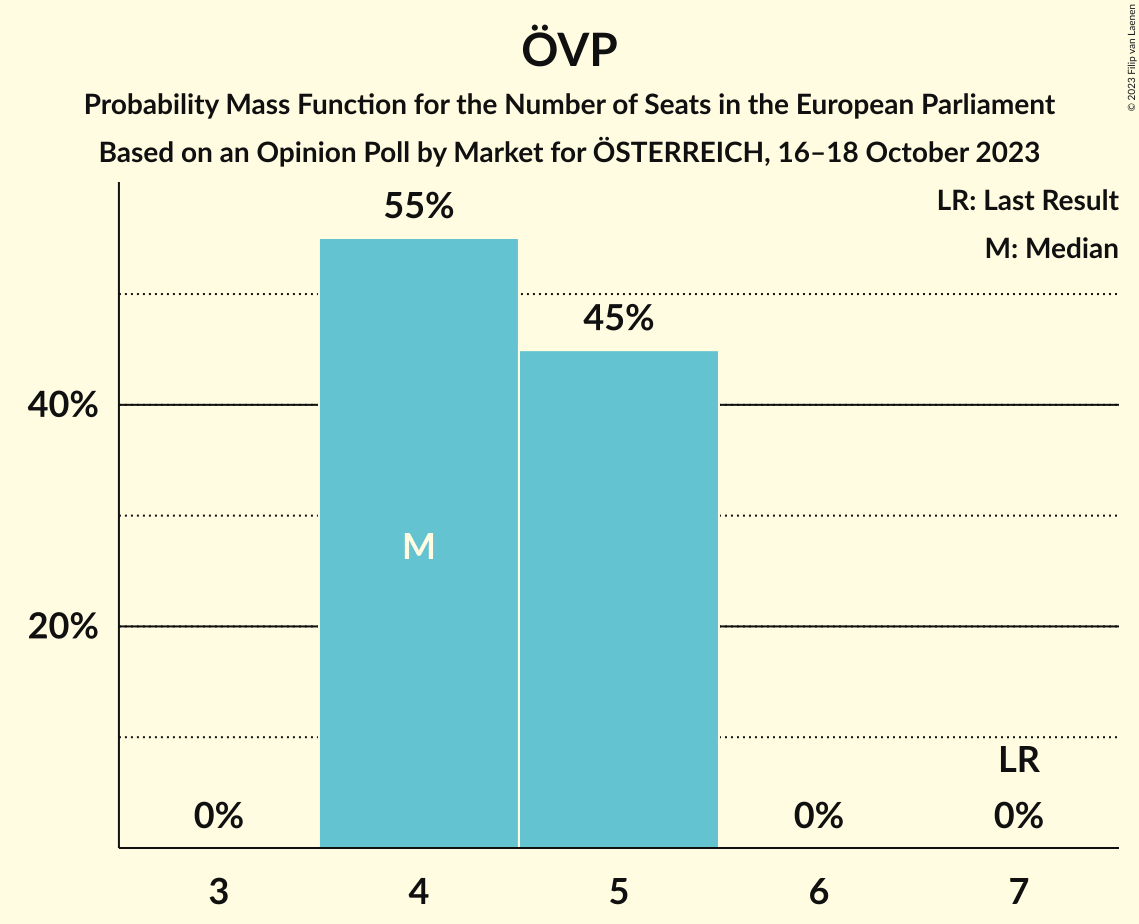 ÖVP
Probability Mass Function for the Number of Seats in the European Parliament
Based on an Opinion Poll by Market for ÖSTERREICH, 16–18 October 2023
© 2023 Filip van Laenen
LR: Last Result
M: Median
55%
45%
40%
M
20%
LR
0%
0%
0%
3
4
5
6
7